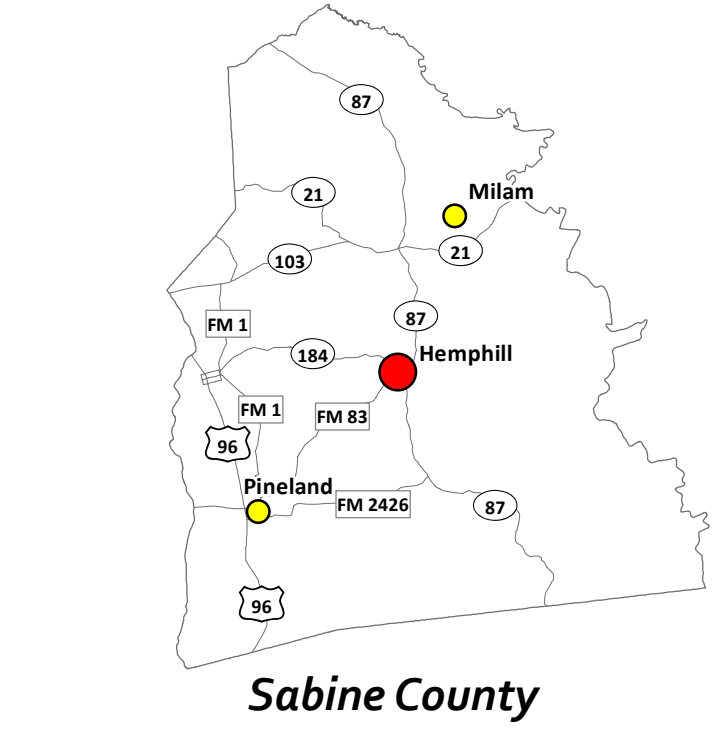 87
Milam
21
21
103
87
FM 1
Hemphill
184
FM 1
FM 83
96
Pineland
FM 2426
87
96
Sabine County